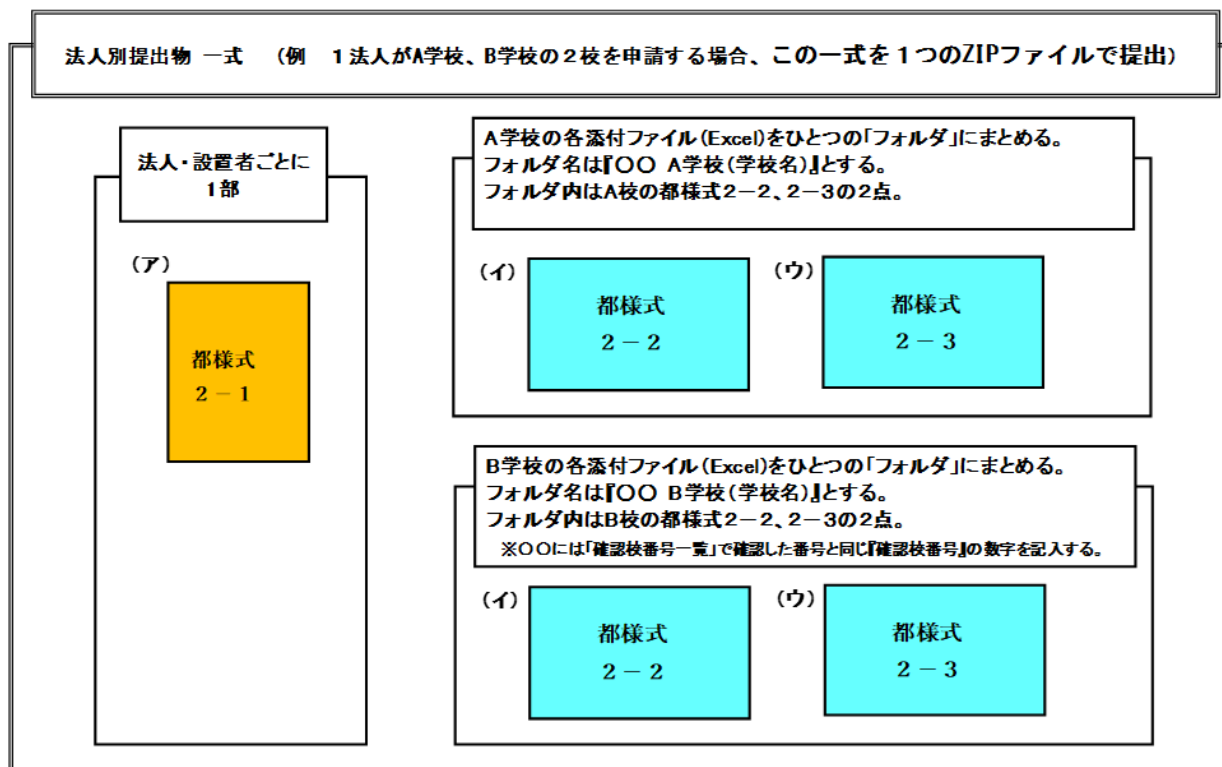 法人別提出物 一式 （例 １法人がA学校、B学校の２校を申請する場合、この一式を１つのZIPファイルで提出）
法人・設置者ごとに
１部
（ア）
都様式
２－１
A学校の各添付ファイル（Excel）をひとつの「フォルダ」にまとめる。
フォルダ名は『〇〇 A学校（学校名）』とする。
フォルダ内はA校の都様式２－２、２－３の２点。
（イ）
都様式
２－２
（ウ）
都様式
２－３
B学校の各添付ファイル（Excel）をひとつの「フォルダ」にまとめる。
フォルダ名は『〇〇 B学校（学校名）』とする。
フォルダ内はB校の都様式２－２、２－３の２点。
※〇〇には「確認校番号一覧」で確認した番号と同じ『確認校番号』の数字を記入する。
（イ）
都様式
２－２
（ウ）
都様式
２－３